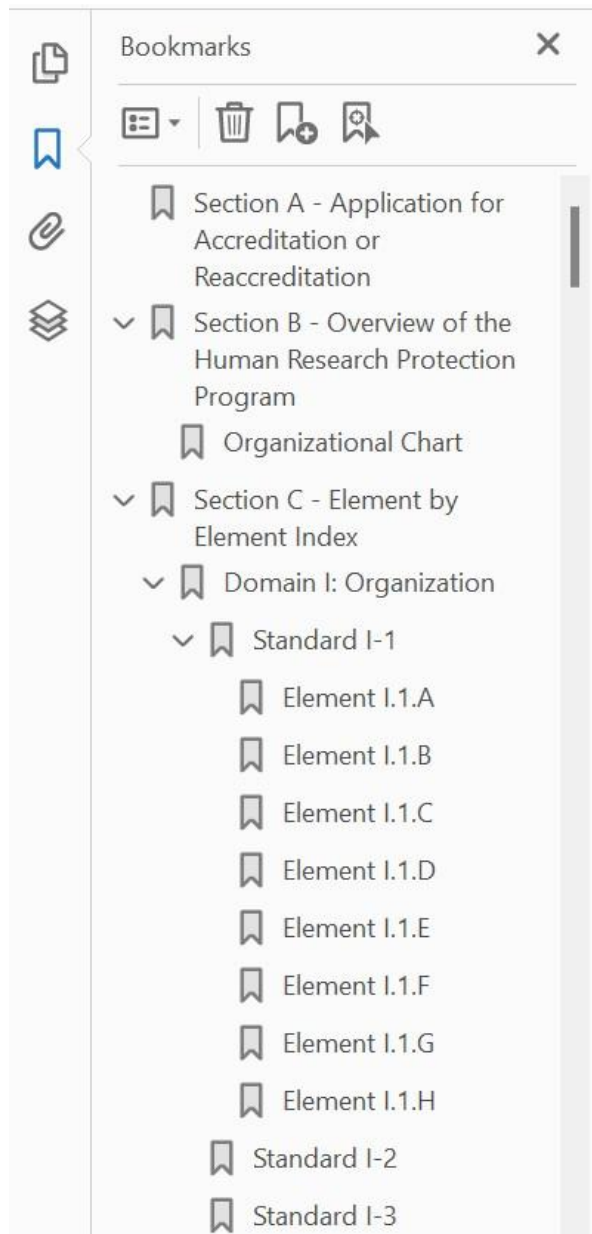 Bookmarks
Section A - Application for
Accreditation or
Reaccreditation
Section B - Overview of the
Human Research Protection
Program
Organizational Chart
Section C - Element by
Element Index
Domain I: Organization
Standard I-1
Element I.1.A
Element I.1.B
Element I.1.C
Element I.1.D
Element I.1.E
Element I.1.F
Element I.1.G
Element I.1.H
Standard I-2
Standard I-3